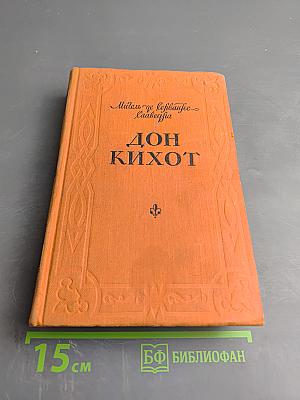 Мигель де Сервантес
Сааведра
ДОН
КИХОТ
15 см
БФ БИБЛИОФАН